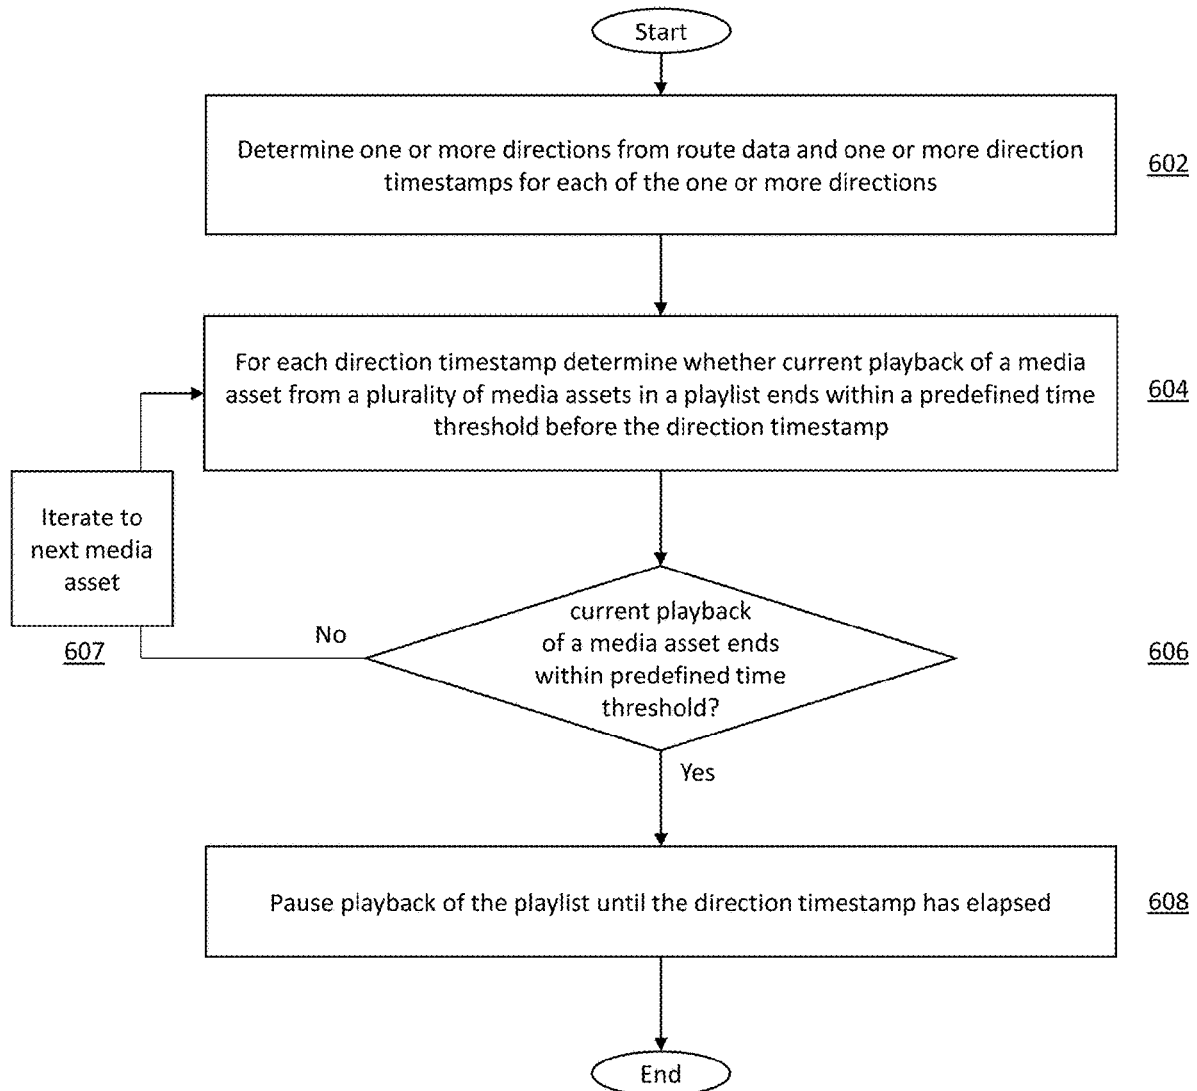 Start
Determine one or more directions from route data and one or more direction
timestamps for each of the one or more directions
602
For each direction timestamp determine whether current playback of a media
asset from a plurality of media assets in a playlist ends within a predefined time
threshold before the direction timestamp
604
Iterate to
next media
asset
607
No
current playback
of a media asset ends
within predefined time
threshold?
606
Yes
Pause playback of the playlist until the direction timestamp has elapsed
608
End